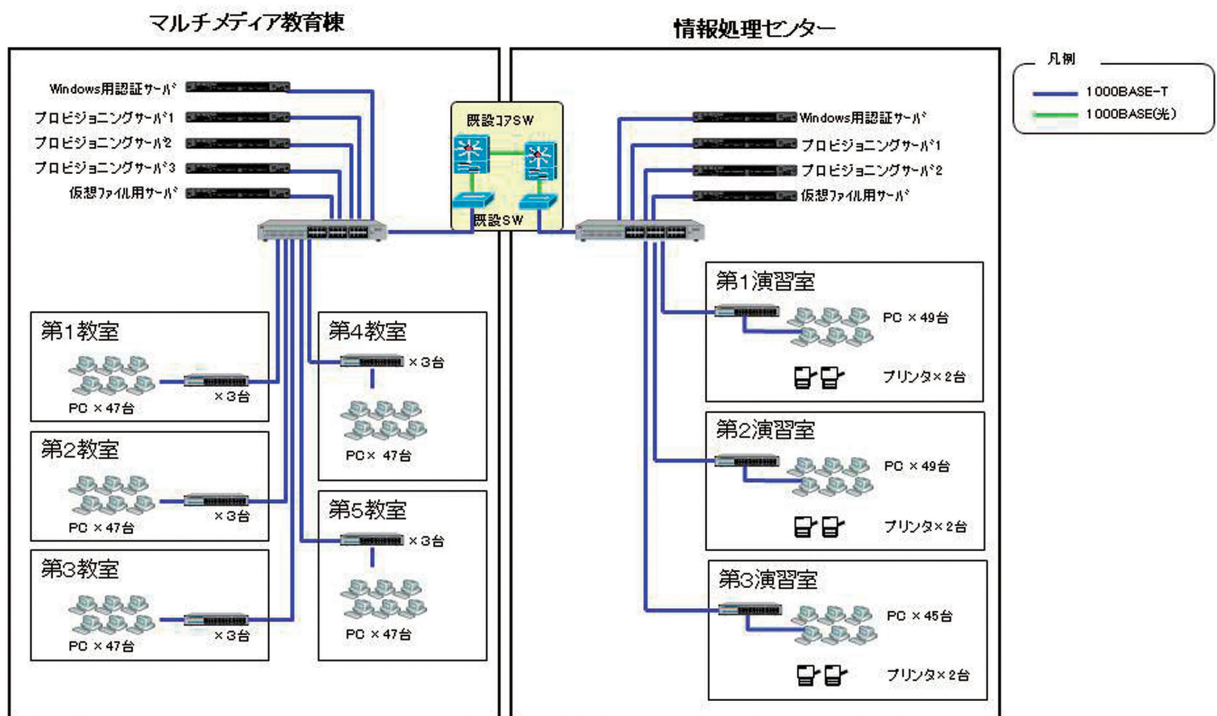 マルチメディア教育棟
Windows用認証サーバ
プロビジョニングサーバ1
プロビジョニングサーバ2
プロビジョニングサーバ3
仮想ファイル用サーバ
既設コアSW
既設SW
第1教室
PC × 47台
×3台
第2教室
PC × 47台
×3台
第3教室
PC × 47台
×3台
第4教室
×3台
PC× 47台
第5教室
×3台
PC × 47台
情報処理センター
Windows用認証サーバ
プロビジョニングサーバ1
プロビジョニングサーバ2
仮想ファイル用サーバ
第1演習室
PC ×49台
プリンタ×2台
第2演習室
PC ×49台
プリンタ×2台
第3演習室
PC ×45台
プリンタ×2台
凡例
1000BASE-T
1000BASE(光)